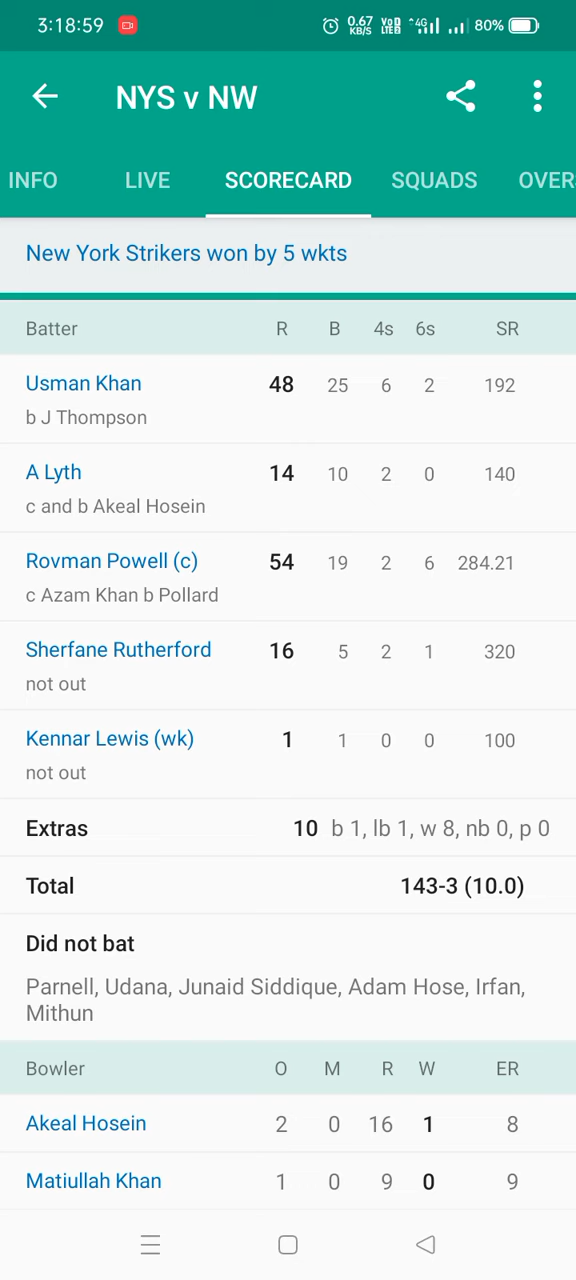 3:18:59 0.67 KB/S VoD LTE2 4G 80%
NYS v NW
INFO LIVE SCORECARD SQUADS OVER
New York Strikers won by 5 wkts
Batter R B 4s 6s SR
Usman Khan 48 25 6 2 192
b J Thompson
A Lyth 14 10 2 0 140
c and b Akeal Hosein
Rovman Powell (c) 54 19 2 6 284.21
c Azam Khan b Pollard
Sherfane Rutherford 16 5 2 1 320
not out
Kennar Lewis (wk) 1 1 0 0 100
not out
Extras 10 b 1, lb 1, w 8, nb 0, p 0
Total 143-3 (10.0)
Did not bat
Parnell, Udana, Junaid Siddique, Adam Hose, Irfan,
Mithun
Bowler O M R W ER
Akeal Hosein 2 0 16 1 8
Matiullah Khan 1 0 9 0 9